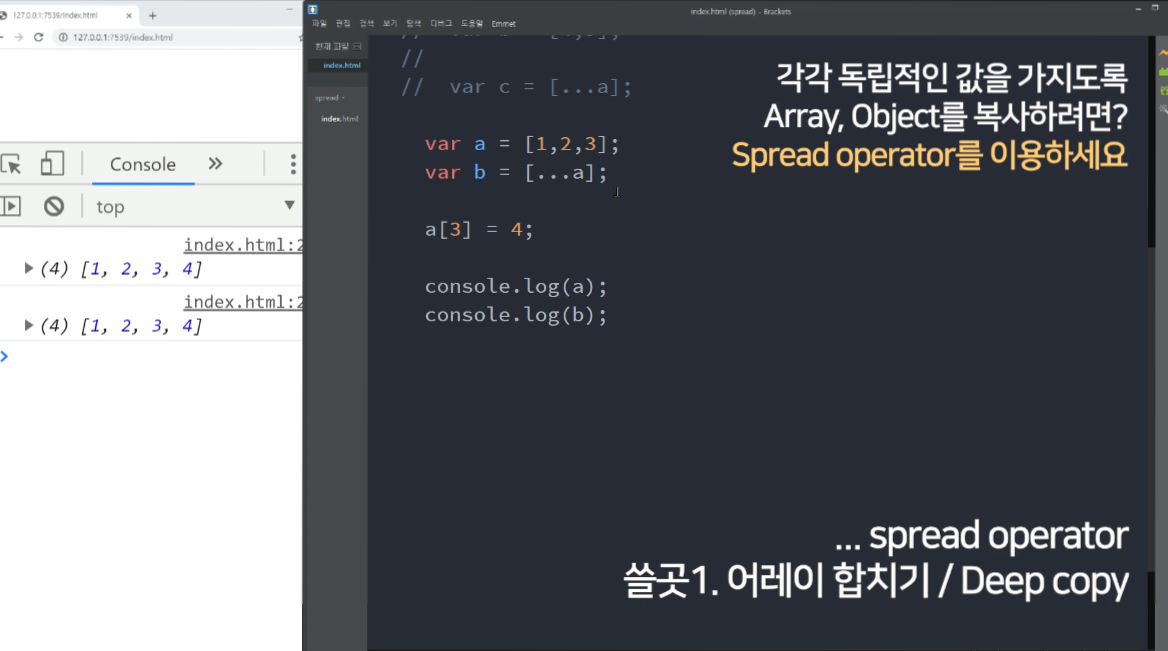 127.0.0.1:7539/index.html
127.0.0.1:7539/index.html
Console
top
index.html:2
(4) [1, 2, 3, 4]
index.html:2
(4) [1, 2, 3, 4]
index.html (spread) - Brackets
파일 편집 검색 보기 탐색 디버그 도움말 Emmet
index.html
spread
index.html
//
// var c = [...a];
var a = [1,2,3];
var b = [...a];
a[3] = 4;
console.log(a);
console.log(b);
각각 독립적인 값을 가지도록
Array, Object를 복사하려면?
Spread operator를 이용하세요
... spread operator
쓸곳1. 어레이 합치기 / Deep copy